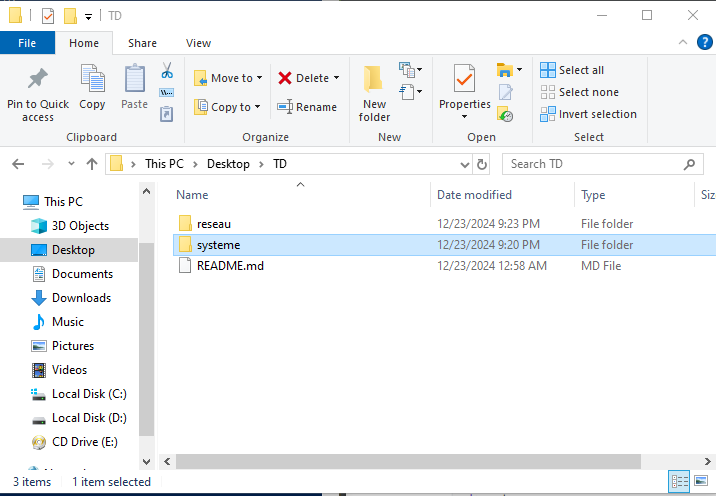 TD
File Home Share View
Pin to Quick access
Copy
Paste
Clipboard
Move to
Copy to
Delete
Rename
Organize
New folder
New
Properties
Open
Select all
Select none
Invert selection
Select
This PC Desktop TD
Search TD
Name Date modified Type Siz
reseau 12/23/2024 9:23 PM File folder
systeme 12/23/2024 9:20 PM File folder
README.md 12/23/2024 12:58 AM MD File
This PC
3D Objects
Desktop
Documents
Downloads
Music
Pictures
Videos
Local Disk (C:)
Local Disk (D:)
CD Drive (E:)
3 items 1 item selected